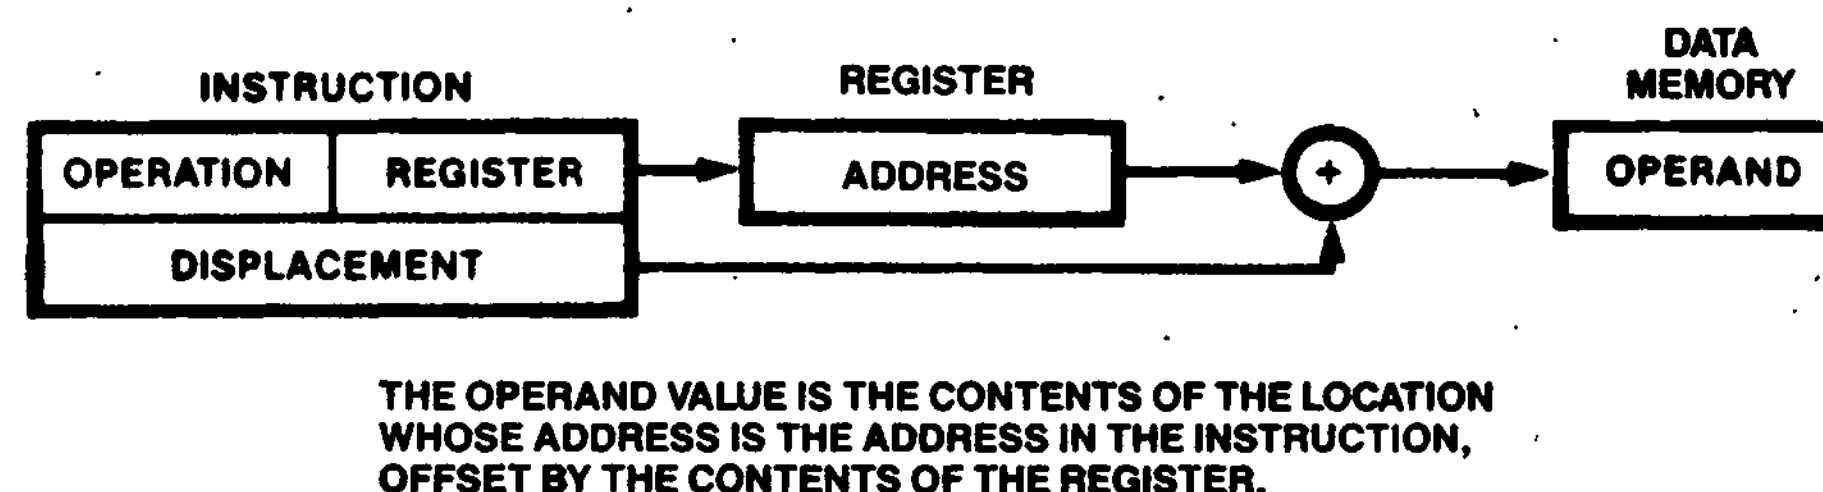 INSTRUCTION
REGISTER
DATA
MEMORY
OPERATION
REGISTER
ADDRESS
+
OPERAND
DISPLACEMENT
THE OPERAND VALUE IS THE CONTENTS OF THE LOCATION
WHOSE ADDRESS IS THE ADDRESS IN THE INSTRUCTION,
OFFSET BY THE CONTENTS OF THE REGISTER.